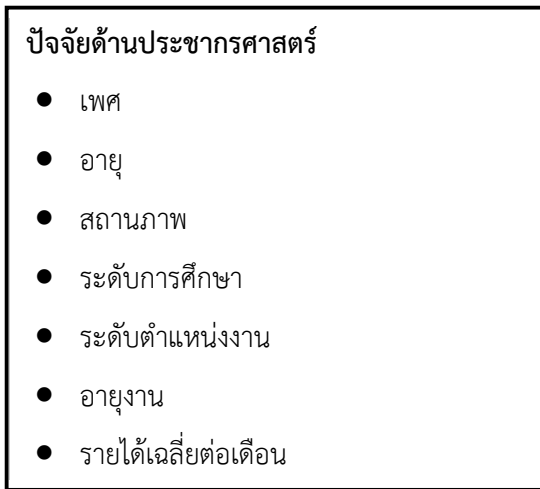 ปัจจัยด้านประชากรศาสตร์
● เพศ
● อายุ
● สถานภาพ
● ระดับการศึกษา
● ระดับตำแหน่งงาน
● อายุงาน
● รายได้เฉลี่ยต่อเดือน